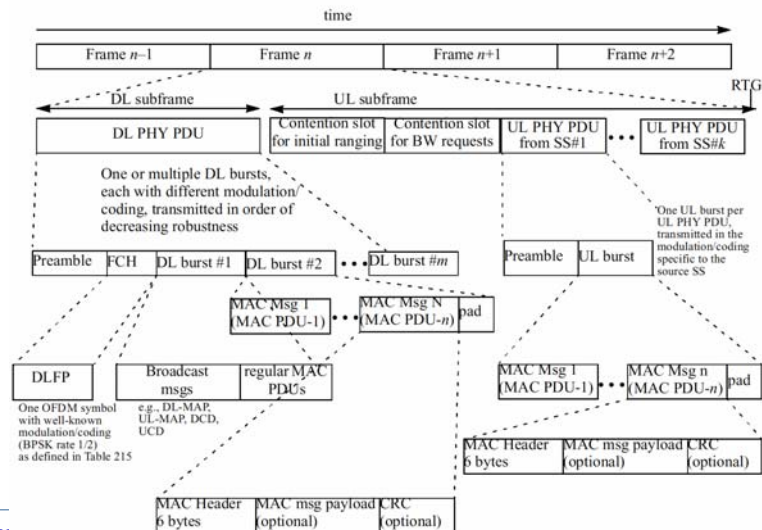 time
Frame n–1
Frame n
Frame n+1
Frame n+2
RTG
DL subframe
UL subframe
DL PHY PDU
Contention slot
for initial ranging
Contention slot
for BW requests
UL PHY PDU
from SS#1
•••
UL PHY PDU
from SS#k
One or multiple DL bursts,
each with different modulation/
coding, transmitted in order of
decreasing robustness
One UL burst per
UL PHY PDU,
transmitted in the
modulation/coding
specific to the
source SS
Preamble
FCH
DL burst #1
DL burst #2
•••
DL burst #m
Preamble
UL burst
MAC Msg 1
(MAC PDU-1)
•••
MAC Msg N
(MAC PDU-n)
pad
DLFP
Broadcast
msgs
regular MAC
PDUs
MAC Msg 1
(MAC PDU-1)
•••
MAC Msg n
(MAC PDU-n)
pad
One OFDM symbol
with well-known
modulation/coding
(BPSK rate 1/2)
as defined in Table 215
e.g., DL-MAP,
UL-MAP, DCD,
UCD
MAC Header
6 bytes
MAC msg payload
(optional)
CRC
(optional)
MAC Header
6 bytes
MAC msg payload
(optional)
CRC
(optional)